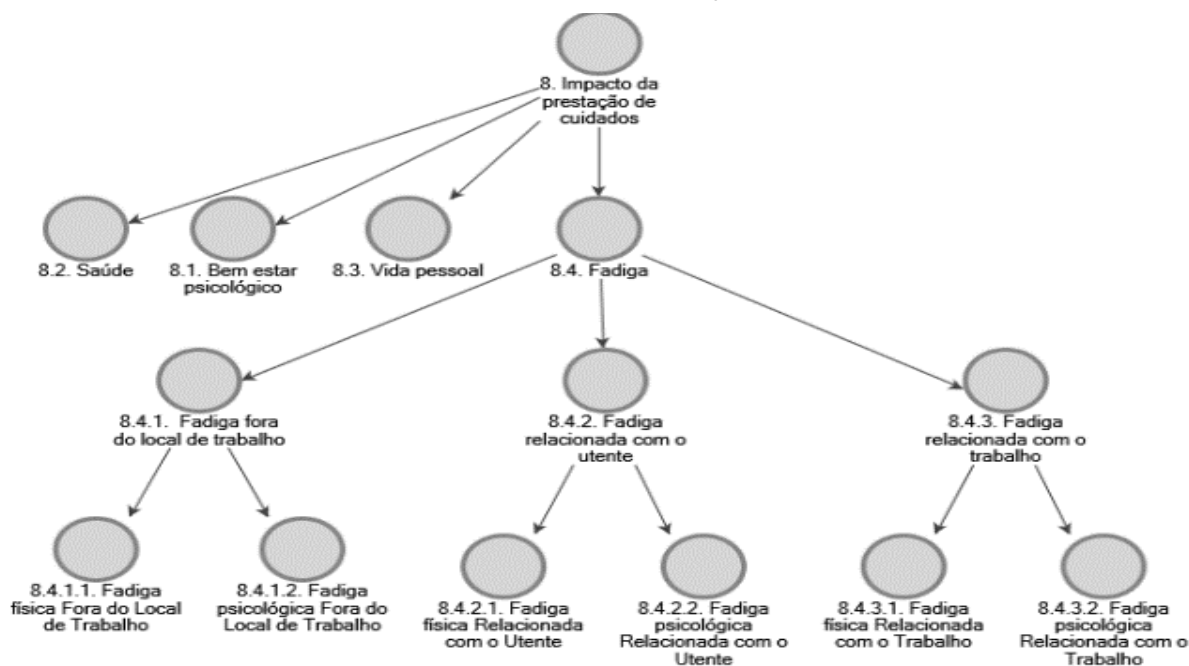 8. Impacto da
prestação de
cuidados
8.2. Saúde
8.1. Bem estar
psicológico
8.3. Vida pessoal
8.4. Fadiga
8.4.1. Fadiga fora
do local de trabalho
8.4.2. Fadiga
relacionada com o
utente
8.4.3. Fadiga
relacionada com o
trabalho
8.4.1.1. Fadiga
física Fora do Local
de Trabalho
8.4.1.2. Fadiga
psicológica Fora do
Local de Trabalho
8.4.2.1. Fadiga
física Relacionada
com o Utente
8.4.2.2. Fadiga
psicológica
Relacionada com o
Utente
8.4.3.1. Fadiga
física Relacionada
com o Trabalho
8.4.3.2. Fadiga
psicológica
Relacionada com o
Trabalho